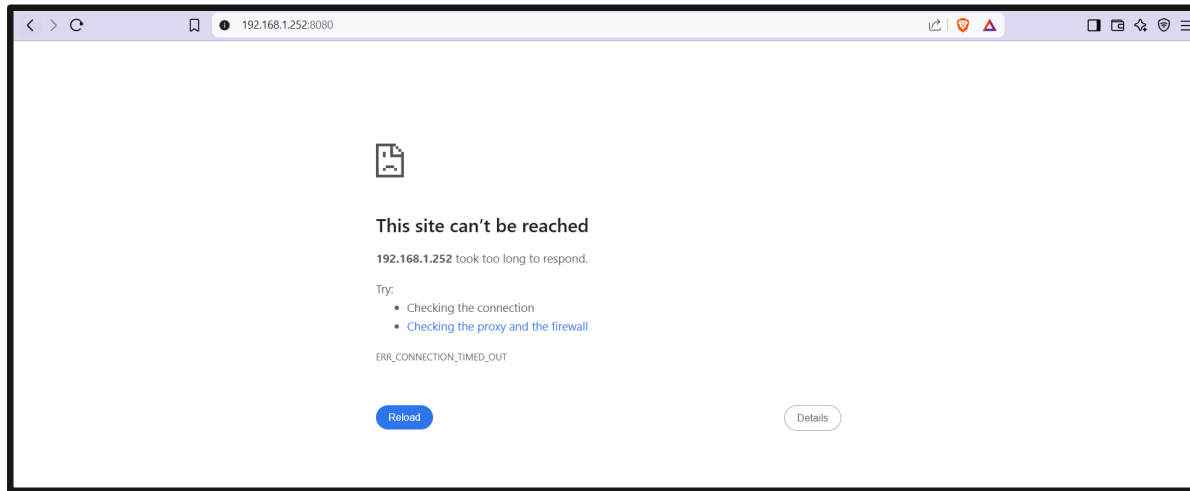 192.168.1.252:8080
This site can’t be reached
192.168.1.252 took too long to respond.
Try:
• Checking the connection
• Checking the proxy and the firewall
ERR_CONNECTION_TIMED_OUT
Reload
Details